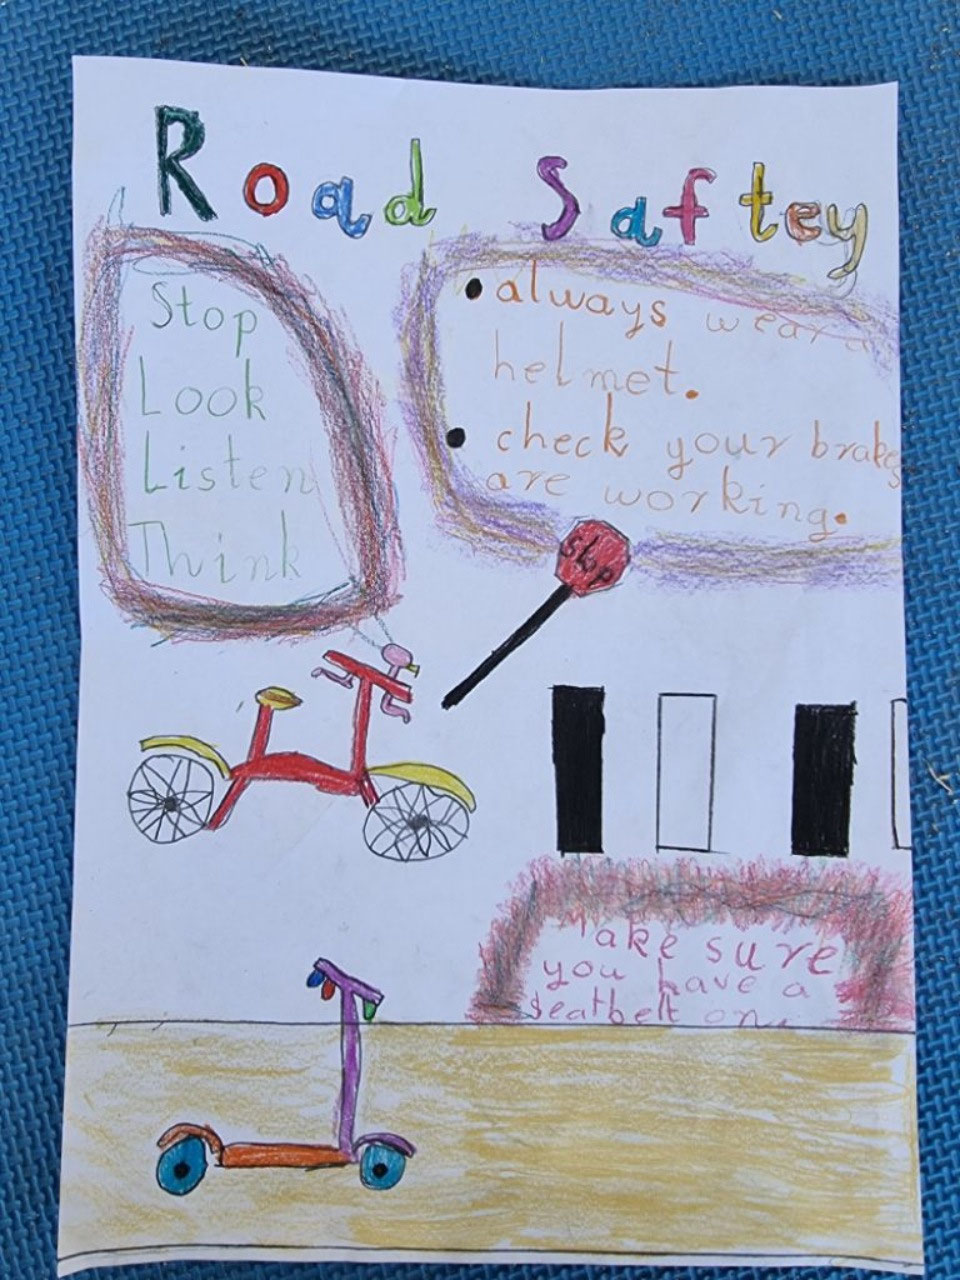 Road Saftey
Stop
Look
Listen
Think
• always wear a
helmet.
• check your brakes
are working.
Stop
Make sure
you have a
seatbelt on.